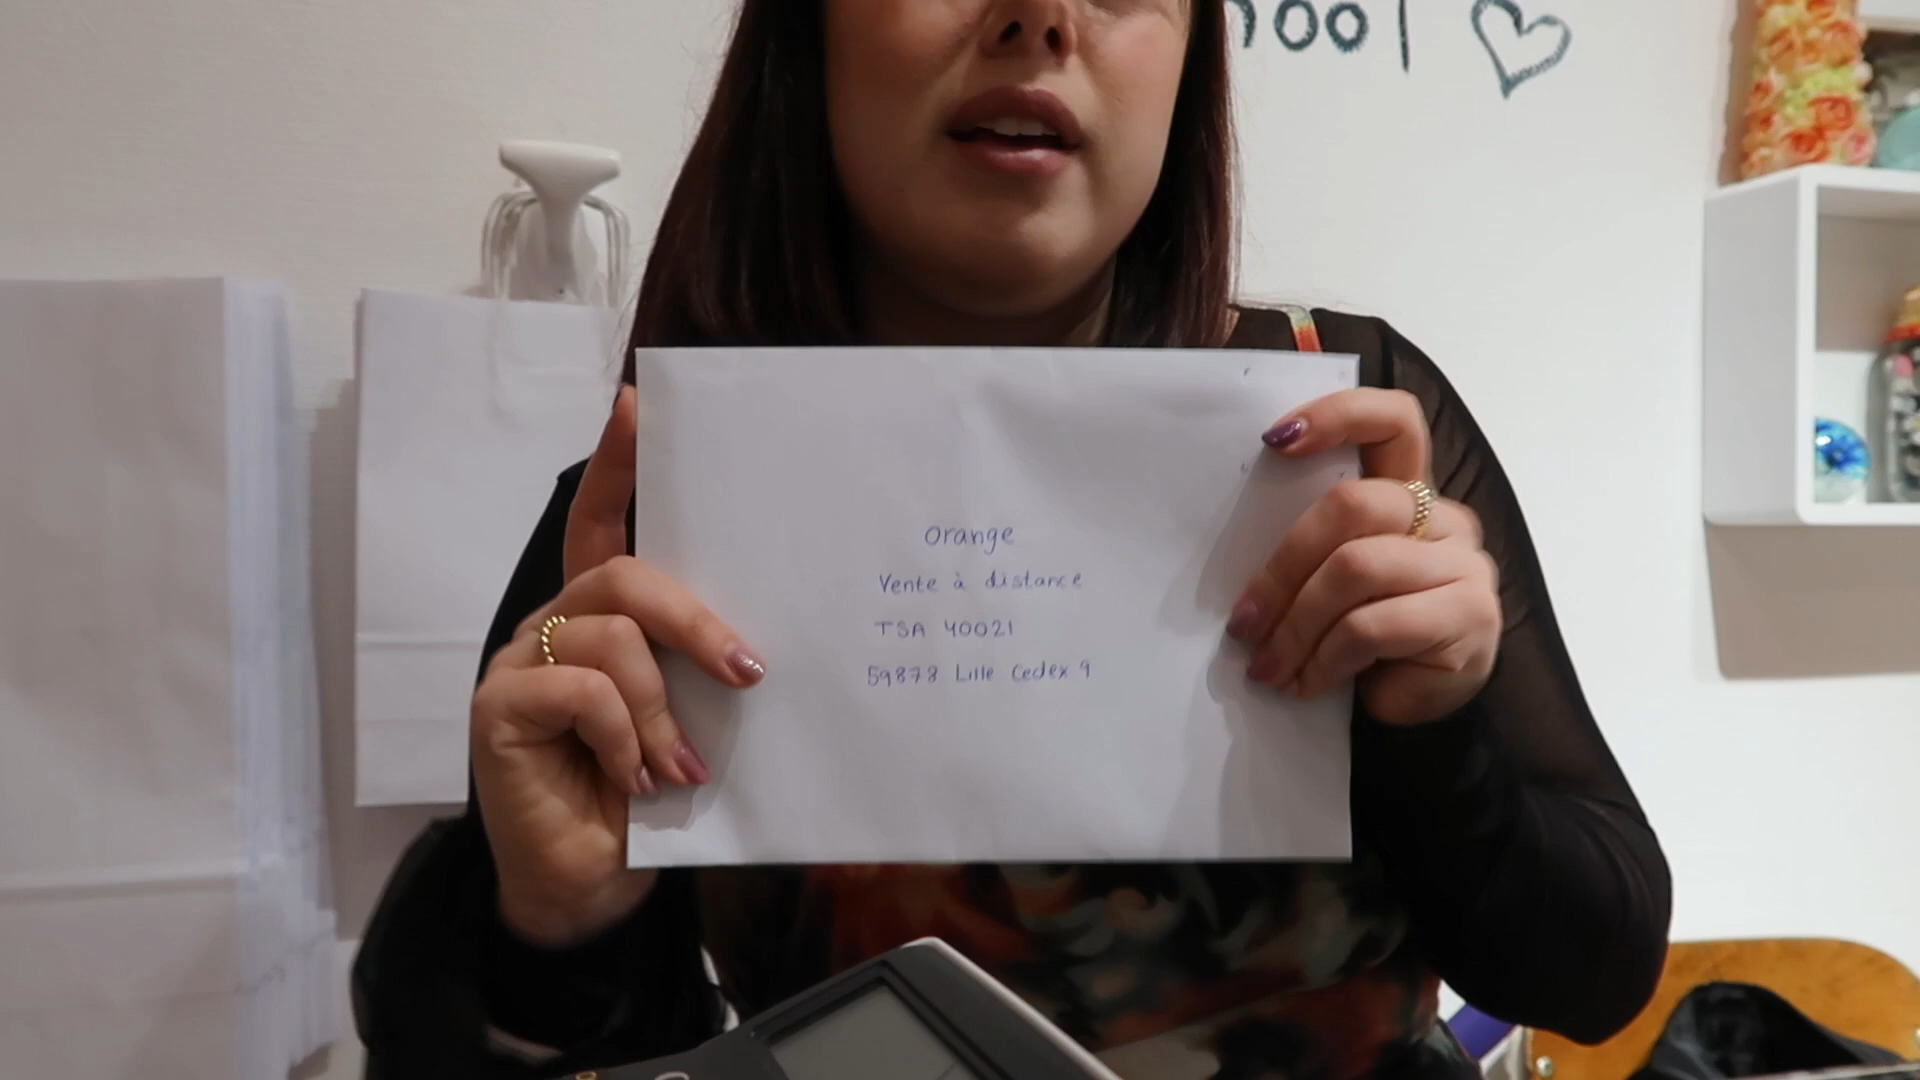 orange
Vente à distance
TSA 40021
59878 Lille Cedex 9